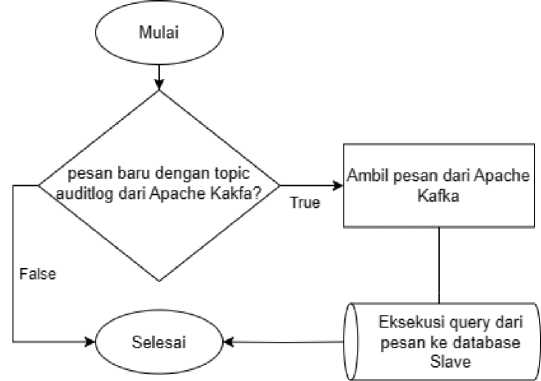 Mulai
pesan baru dengan topic
auditlog dari Apache Kakfa?
True
Ambil pesan dari Apache
Kafka
False
Eksekusi query dari
pesan ke database
Slave
Selesai